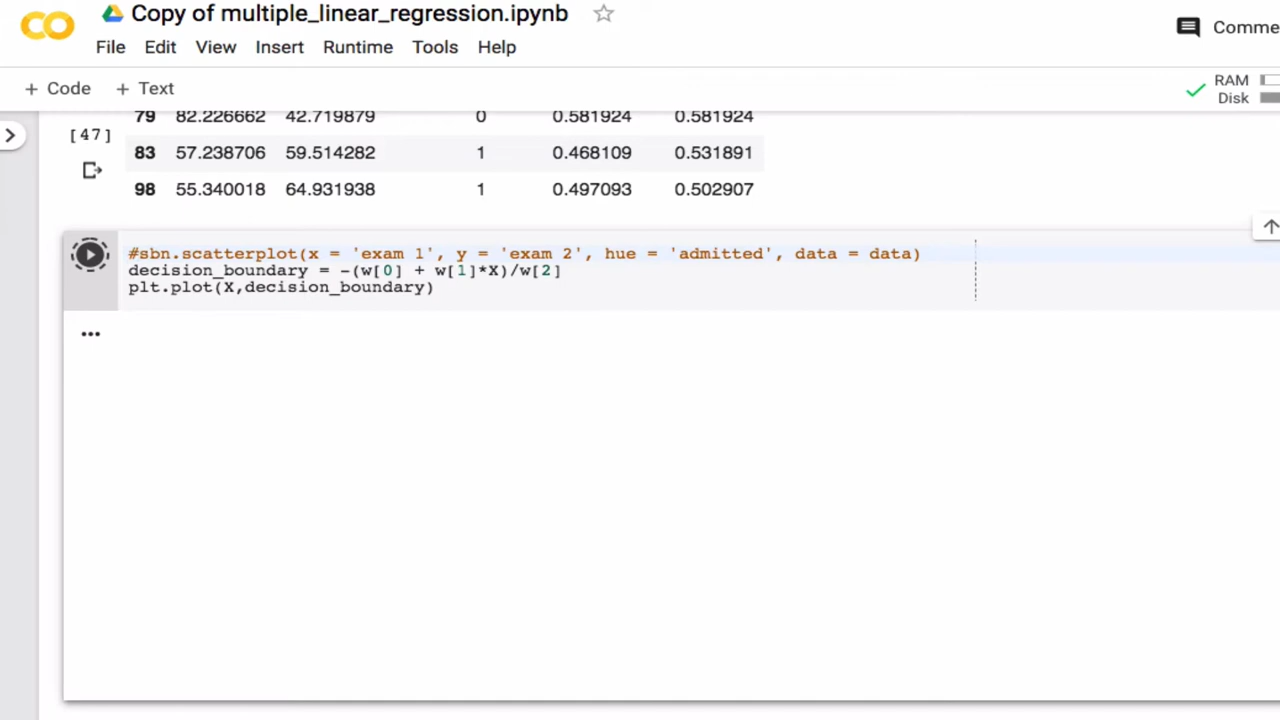 Copy of multiple_linear_regression.ipynb
Comme
File Edit View Insert Runtime Tools Help
+ Code + Text
RAM
Disk
79 82.226662 42.719879 0 0.581924 0.581924
[47]
83 57.238706 59.514282 1 0.468109 0.531891
98 55.340018 64.931938 1 0.497093 0.502907
#sbn.scatterplot(x = 'exam 1', y = 'exam 2', hue = 'admitted', data = data)
decision_boundary = -(w[0] + w[1]*X)/w[2]
plt.plot(X,decision_boundary)